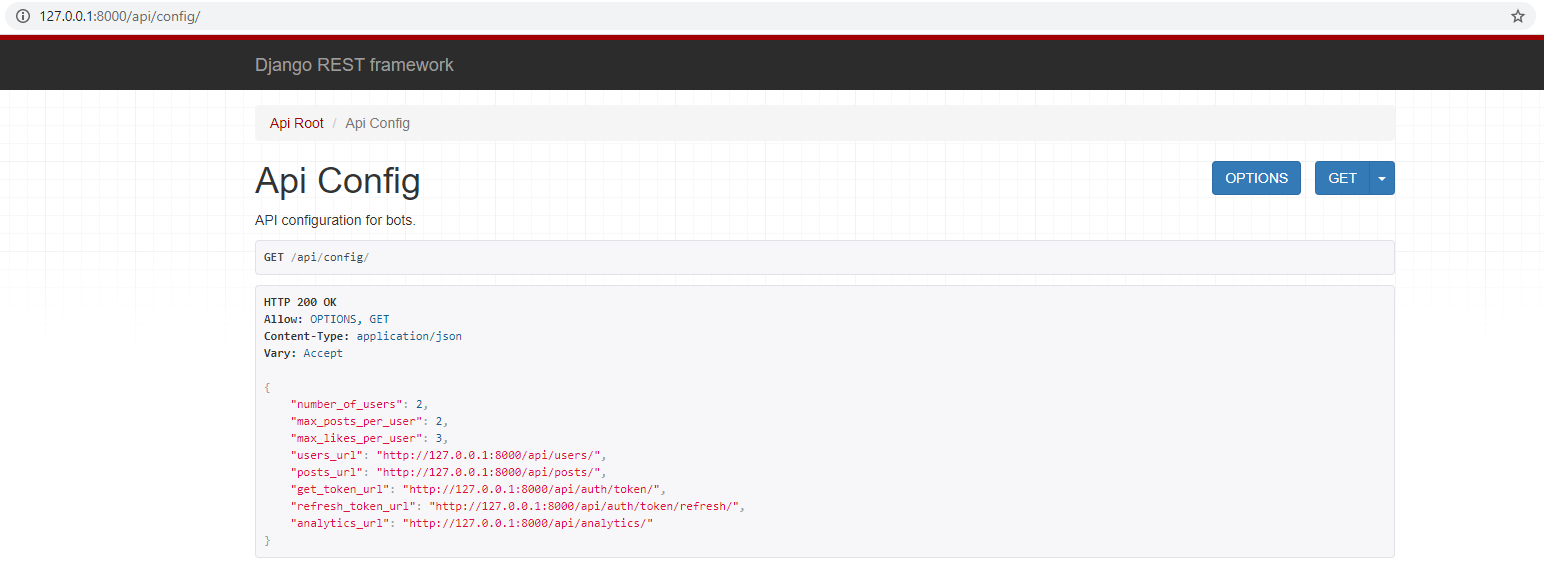 127.0.0.1:8000/api/config/
Django REST framework
Api Root / Api Config
Api Config
OPTIONS
GET
API configuration for bots.
GET /api/config/
HTTP 200 OK
Allow: OPTIONS, GET
Content-Type: application/json
Vary: Accept
{
    "number_of_users": 2,
    "max_posts_per_user": 2,
    "max_likes_per_user": 3,
    "users_url": "http://127.0.0.1:8000/api/users/",
    "posts_url": "http://127.0.0.1:8000/api/posts/",
    "get_token_url": "http://127.0.0.1:8000/api/auth/token/",
    "refresh_token_url": "http://127.0.0.1:8000/api/auth/token/refresh/",
    "analytics_url": "http://127.0.0.1:8000/api/analytics/"
}